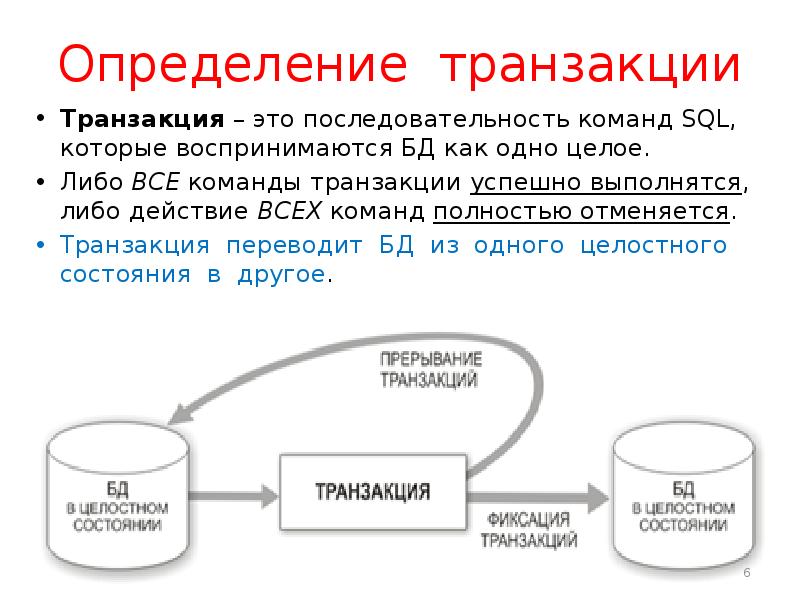 Определение транзакции
• Транзакция – это последовательность команд SQL,
которые воспринимаются БД как одно целое.
• Либо ВСЕ команды транзакции успешно выполнятся,
либо действие ВСЕХ команд полностью отменяется.
• Транзакция переводит БД из одного целостного
состояния в другое.
ПРЕРЫВАНИЕ
ТРАНЗАКЦИЙ
БД
В ЦЕЛОСТНОМ
СОСТОЯНИИ
ТРАНЗАКЦИЯ
ФИКСАЦИЯ
ТРАНЗАКЦИЙ
БД
В ЦЕЛОСТНОМ
СОСТОЯНИИ
6